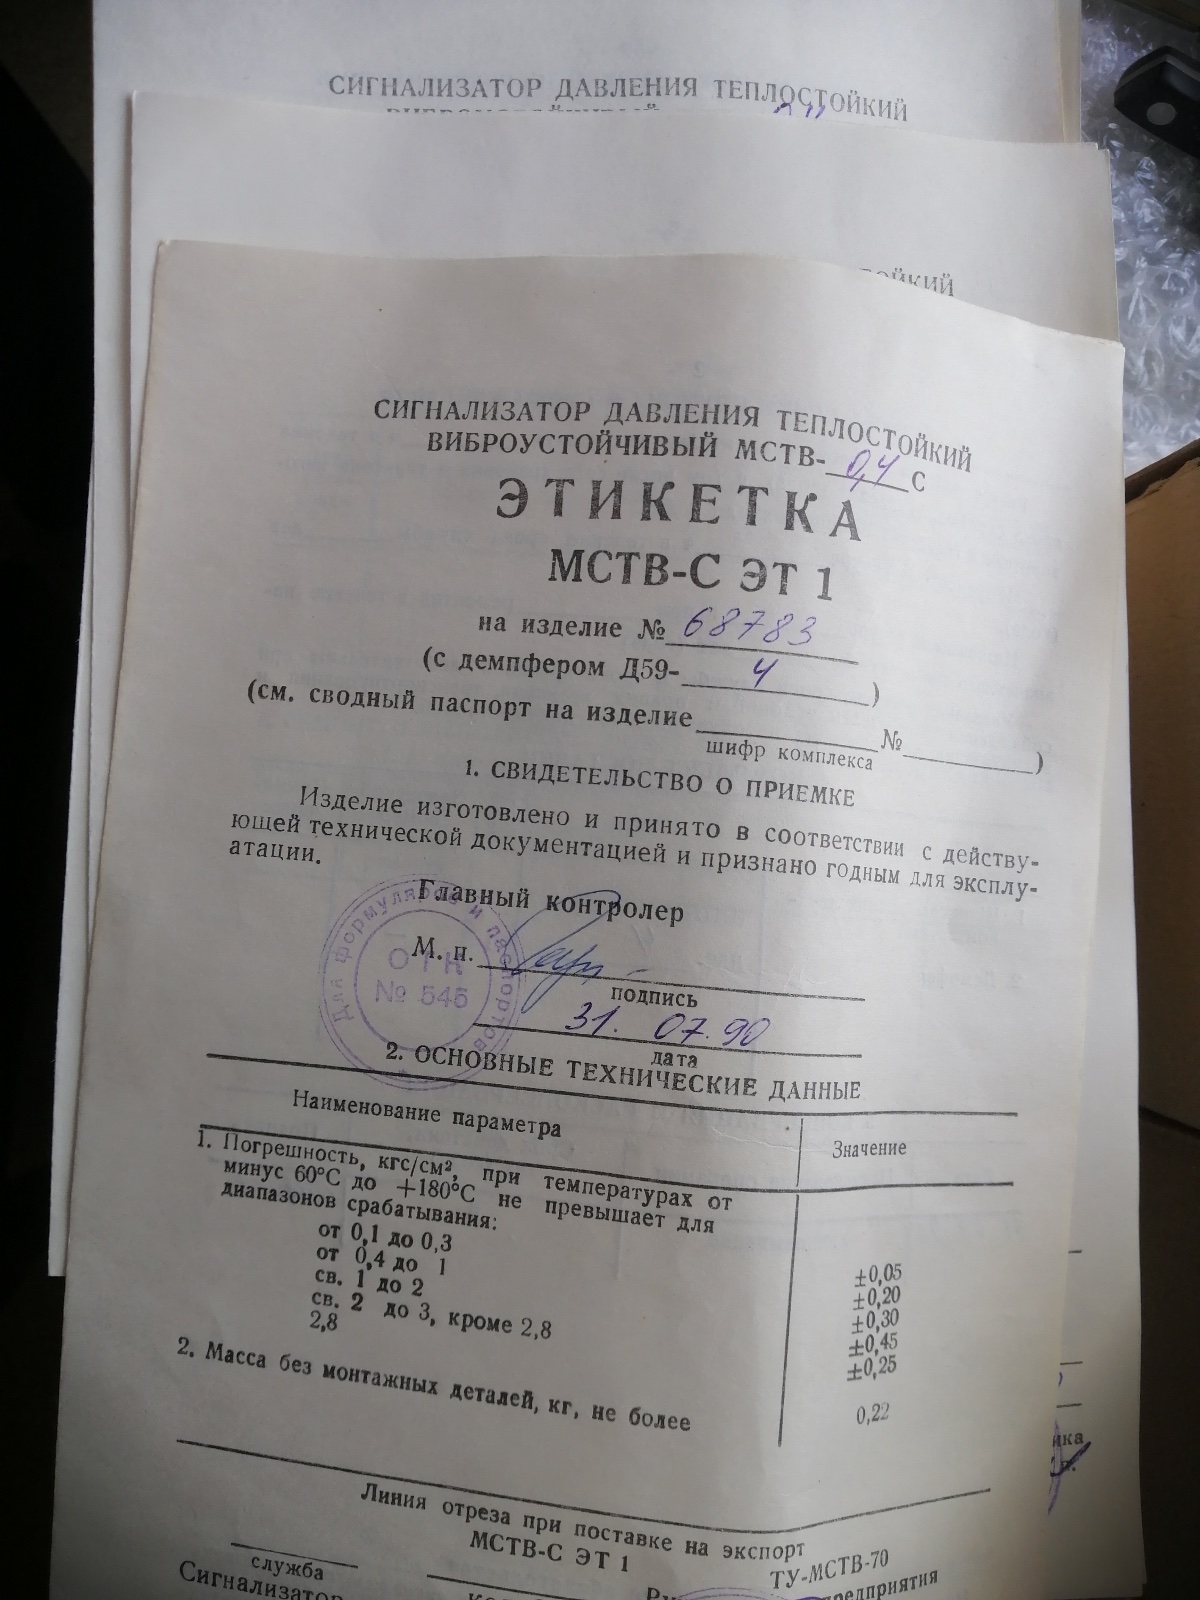 СИГНАЛИЗАТОР ДАВЛЕНИЯ ТЕПЛОСТОЙКИЙ
ТОЙКИЙ
СИГНАЛИЗАТОР ДАВЛЕНИЯ ТЕПЛОСТОЙКИЙ
ВИБРОУСТОЙЧИВЫЙ МСТВ-0,4С
ЭТИКЕТКА
МСТВ-С ЭТ 1
на изделие № 68783
(с демпфером Д59- 4 )
(см. сводный паспорт на изделие № )
шифр комплекса
1. СВИДЕТЕЛЬСТВО О ПРИЕМКЕ
Изделие изготовлено и принято в соответствии с действу-
ющей технической документацией и признано годным для эксплу-
атации.
Главный контролер
М. п.
Для формуляров и паспортов
ОТК
№ 545
подпись
31. 07. 90
дата
2. ОСНОВНЫЕ ТЕХНИЧЕСКИЕ ДАННЫЕ
Наименование параметра Значение
1. Погрешность, кгс/см², при температурах от
минус 60°С до +180°С не превышает для
диапазонов срабатывания:
от 0,1 до 0,3 ±0,05
от 0,4 до 1 ±0,20
св. 1 до 2 ±0,30
св. 2 до 3, кроме 2,8 ±0,45
2,8 ±0,25
2. Масса без монтажных деталей, кг, не более 0,22
Линия отреза при поставке на экспорт
МСТВ-С ЭТ 1 ТУ-МСТВ-70
служба
редприятия
Сигнализатор